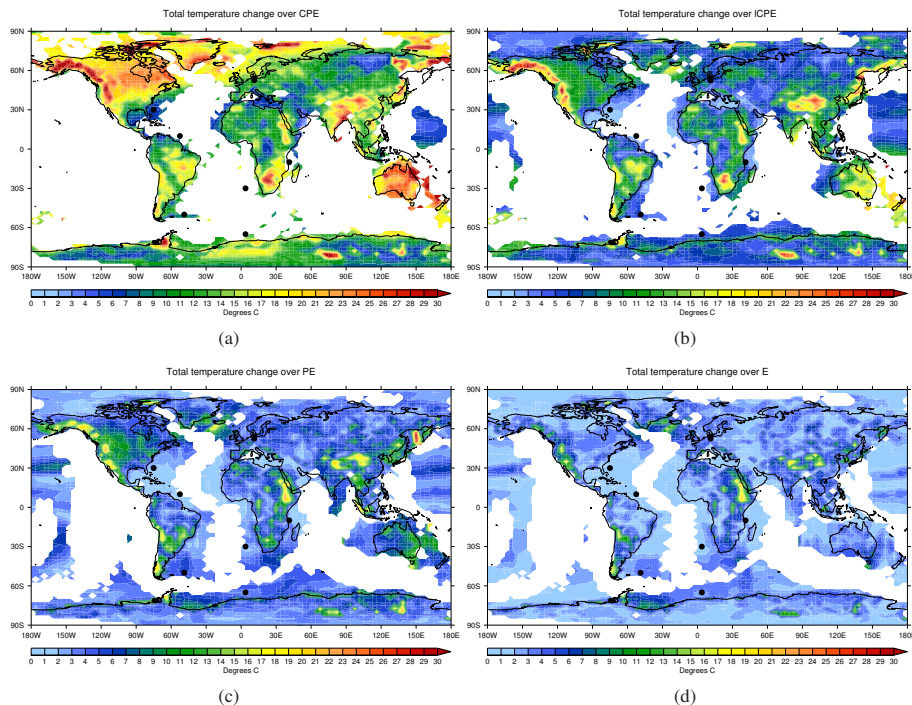 Total temperature change over CPE
90N
60N
30N
0
30S
60S
90S
180W 150W 120W 90W 60W 30W 0 30E 60E 90E 120E 150E 180E
0 1 2 3 4 5 6 7 8 9 10 11 12 13 14 15 16 17 18 19 20 21 22 23 24 25 26 27 28 29 30
Degrees C
(a)
Total temperature change over lCPE
90N
60N
30N
0
30S
60S
90S
180W 150W 120W 90W 60W 30W 0 30E 60E 90E 120E 150E 180
0 1 2 3 4 5 6 7 8 9 10 11 12 13 14 15 16 17 18 19 20 21 22 23 24 25 26 27 28 29 30
Degrees C
(b)
Total temperature change over PE
90N
60N
30N
0
30S
60S
90S
180W 150W 120W 90W 60W 30W 0 30E 60E 90E 120E 150E 180E
0 1 2 3 4 5 6 7 8 9 10 11 12 13 14 15 16 17 18 19 20 21 22 23 24 25 26 27 28 29 30
Degrees C
(c)
Total temperature change over E
90N
60N
30N
0
30S
60S
90S
180W 150W 120W 90W 60W 30W 0 30E 60E 90E 120E 150E 180
0 1 2 3 4 5 6 7 8 9 10 11 12 13 14 15 16 17 18 19 20 21 22 23 24 25 26 27 28 29 30
Degrees C
(d)